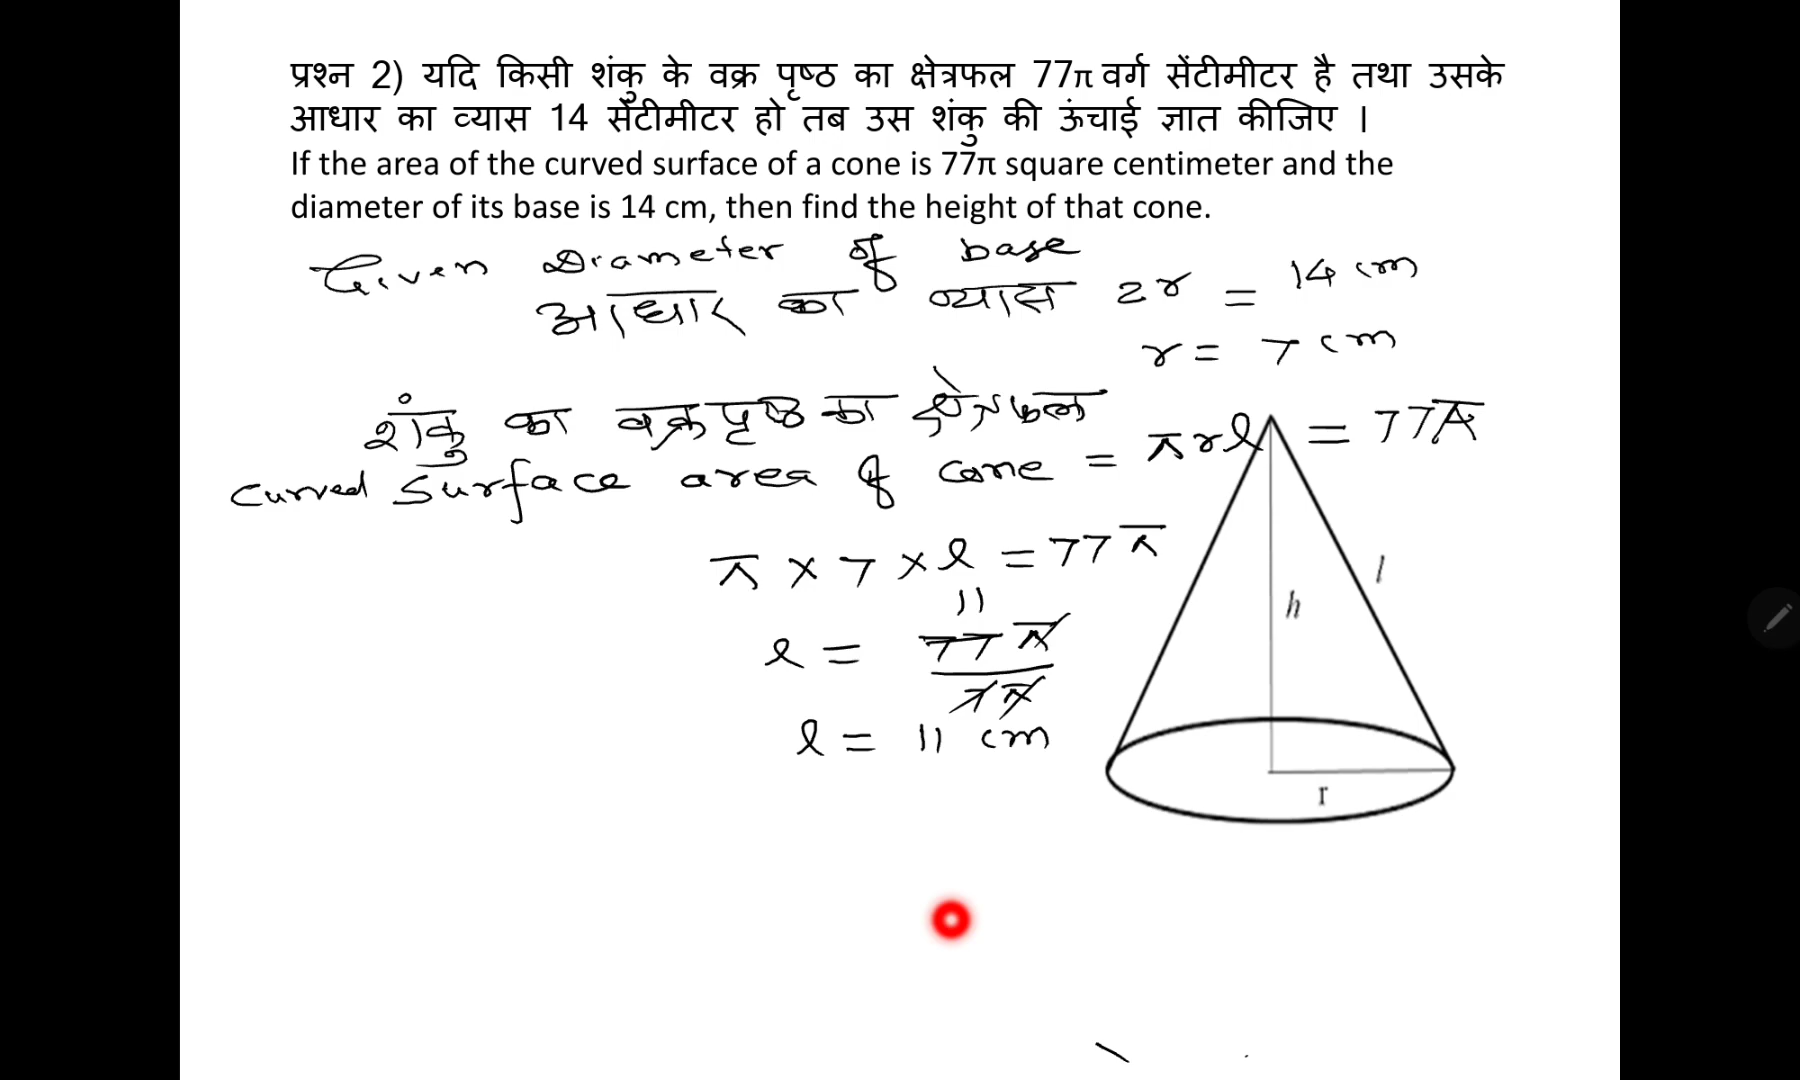 प्रश्न 2) यदि किसी शंकु के वक्र पृष्ठ का क्षेत्रफल 77π वर्ग सेंटीमीटर है तथा उसके
आधार का व्यास 14 सेंटीमीटर हो तब उस शंकु की ऊंचाई ज्ञात कीजिए ।
If the area of the curved surface of a cone is 77π square centimeter and the
diameter of its base is 14 cm, then find the height of that cone.
Given Diameter of base
आधार का व्यास 2r = 14 cm
r = 7 cm
शंकु का वक्र पृष्ठ का क्षेत्रफल
curved surface area of cone = πrl = 77π
π × 7 × l = 77π
11
l = 77π / 7π
l = 11 cm
l
h
r